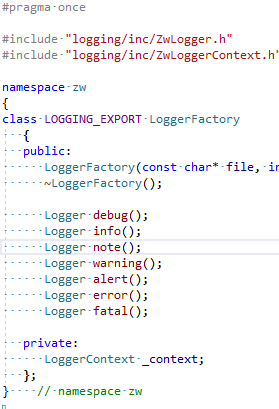 #pragma once
#include "logging/inc/ZwLogger.h"
#include "logging/inc/ZwLoggerContext.h"
namespace zw
{
class LOGGING_EXPORT LoggerFactory
{
public:
LoggerFactory(const char* file, in
~LoggerFactory();
Logger debug();
Logger info();
Logger note();
Logger warning();
Logger alert();
Logger error();
Logger fatal();
private:
LoggerContext _context;
};
} // namespace zw